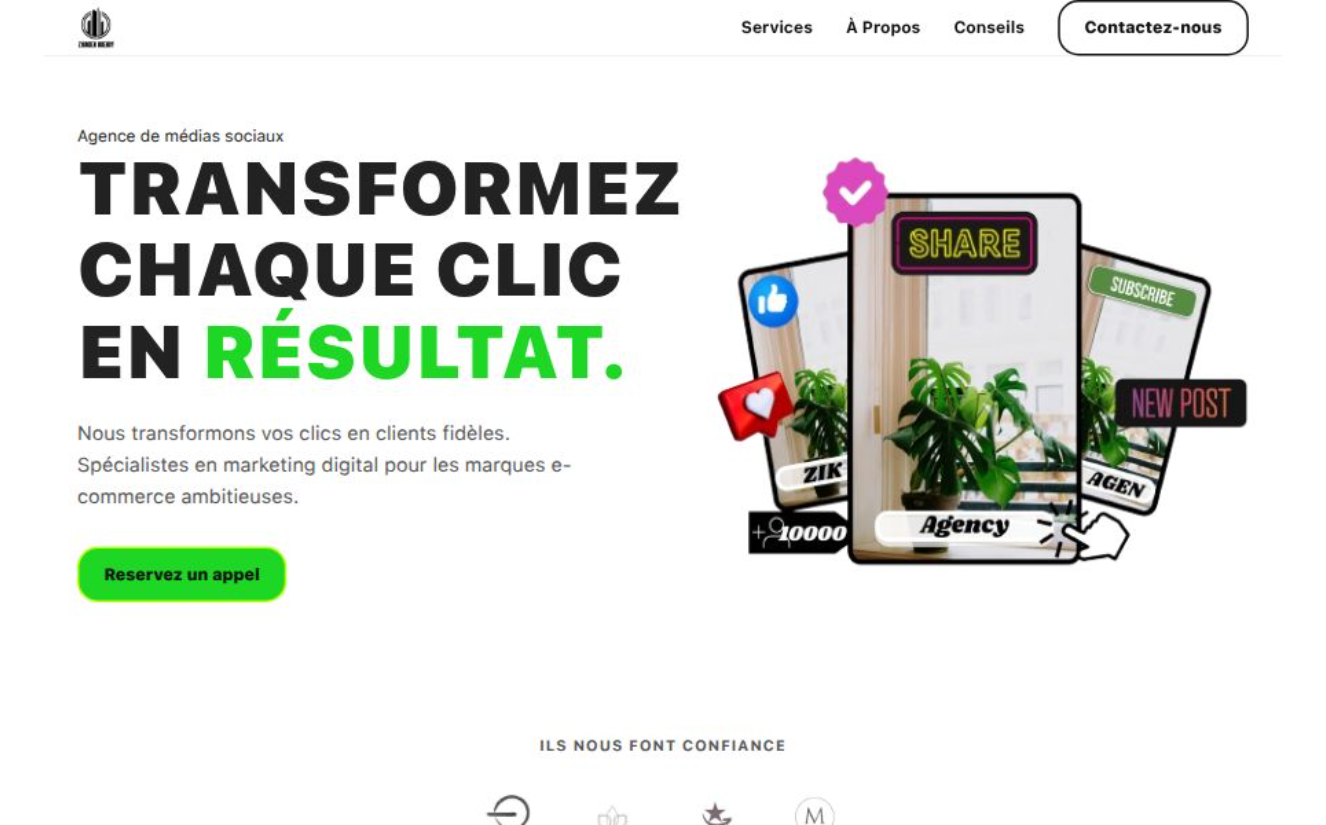 Services
À Propos
Conseils
Contactez-nous
Agence de médias sociaux
TRANSFORMEZ
CHAQUE CLIC
EN RÉSULTAT.
Nous transformons vos clics en clients fidèles.
Spécialistes en marketing digital pour les marques e-
commerce ambitieuses.
Reservez un appel
SHARE
SUBSCRIBE
NEW POST
ZIK
AGEN
10000
Agency
ILS NOUS FONT CONFIANCE
M